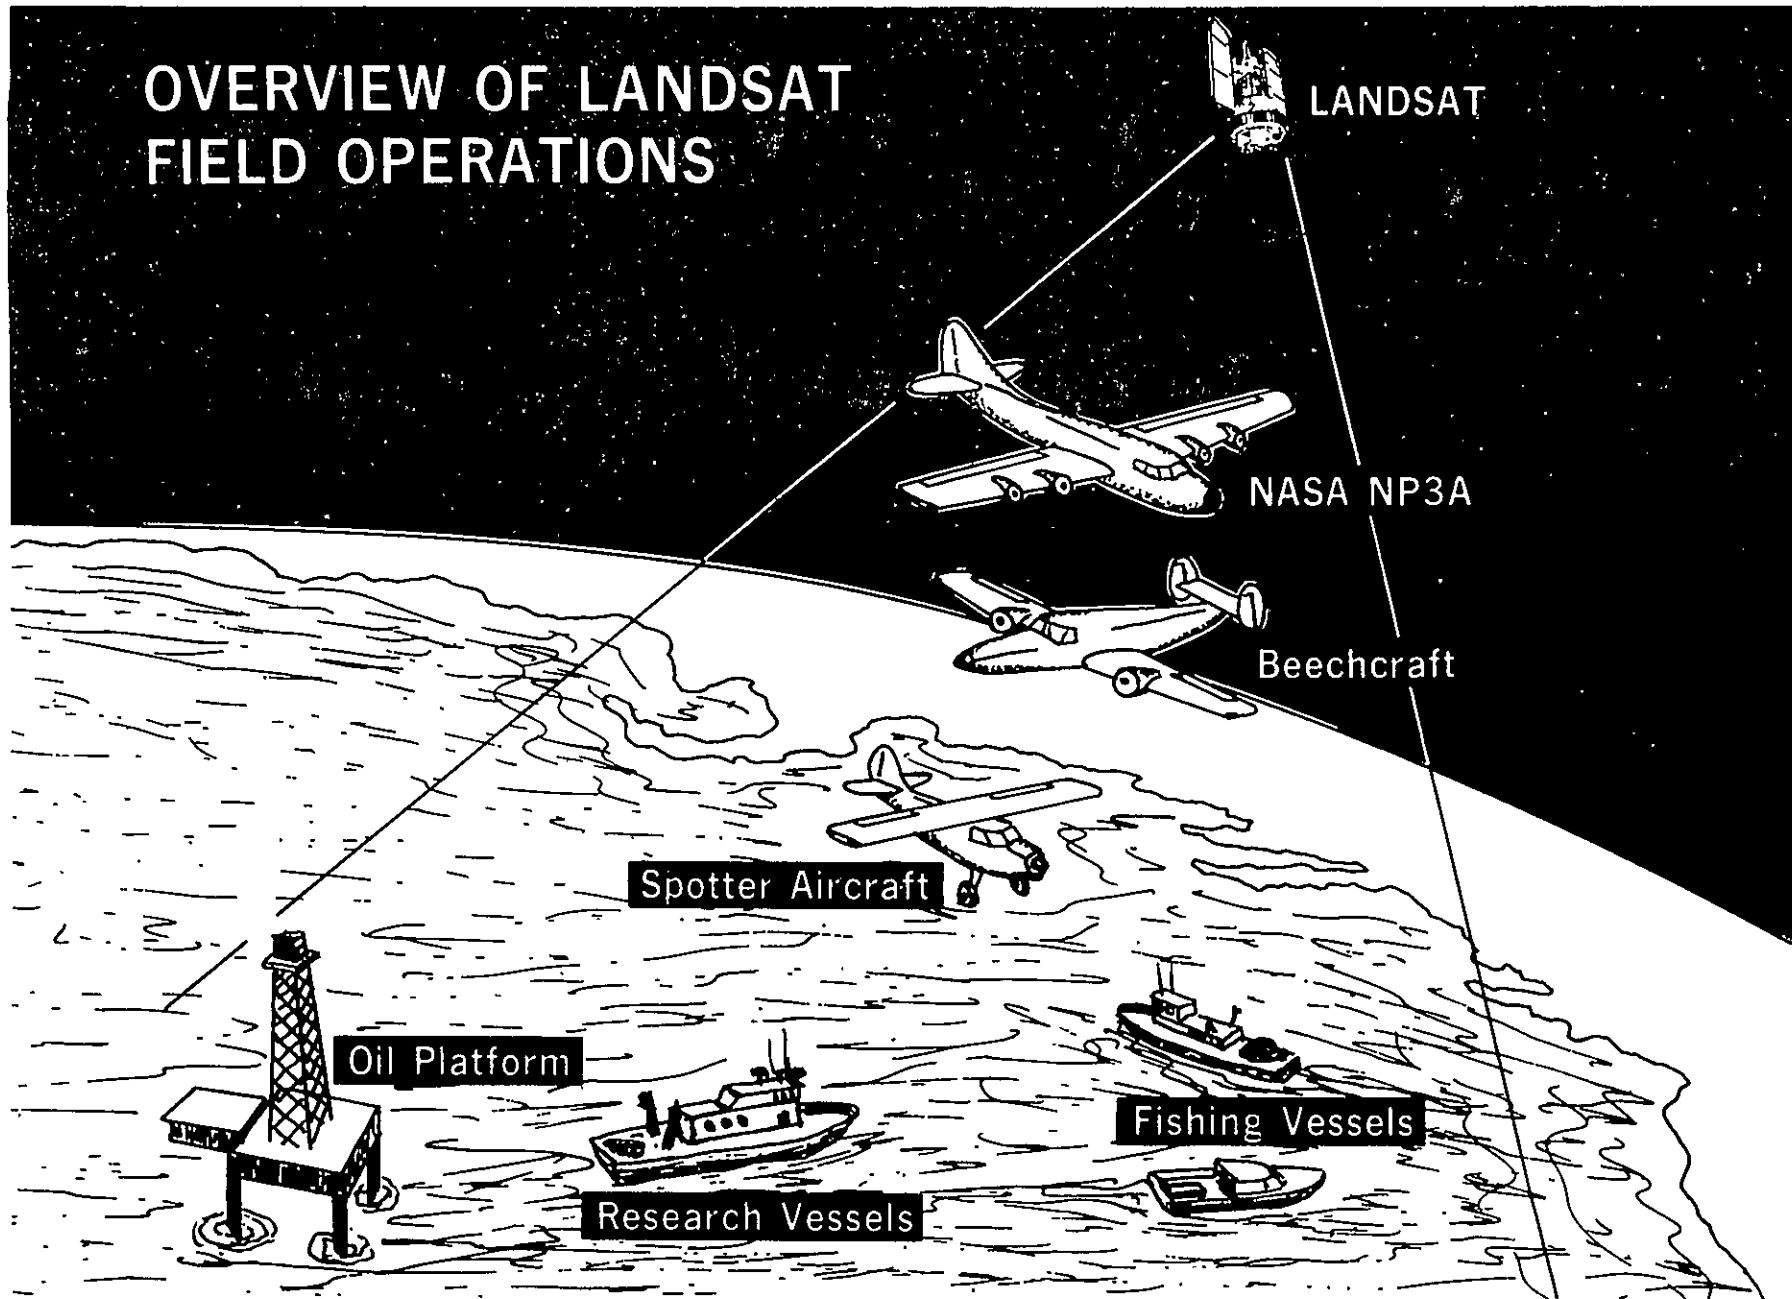 OVERVIEW OF LANDSAT
FIELD OPERATIONS
LANDSAT
NASA NP3A
Beechcraft
Spotter Aircraft
Oil Platform
Fishing Vessels
Research Vessels